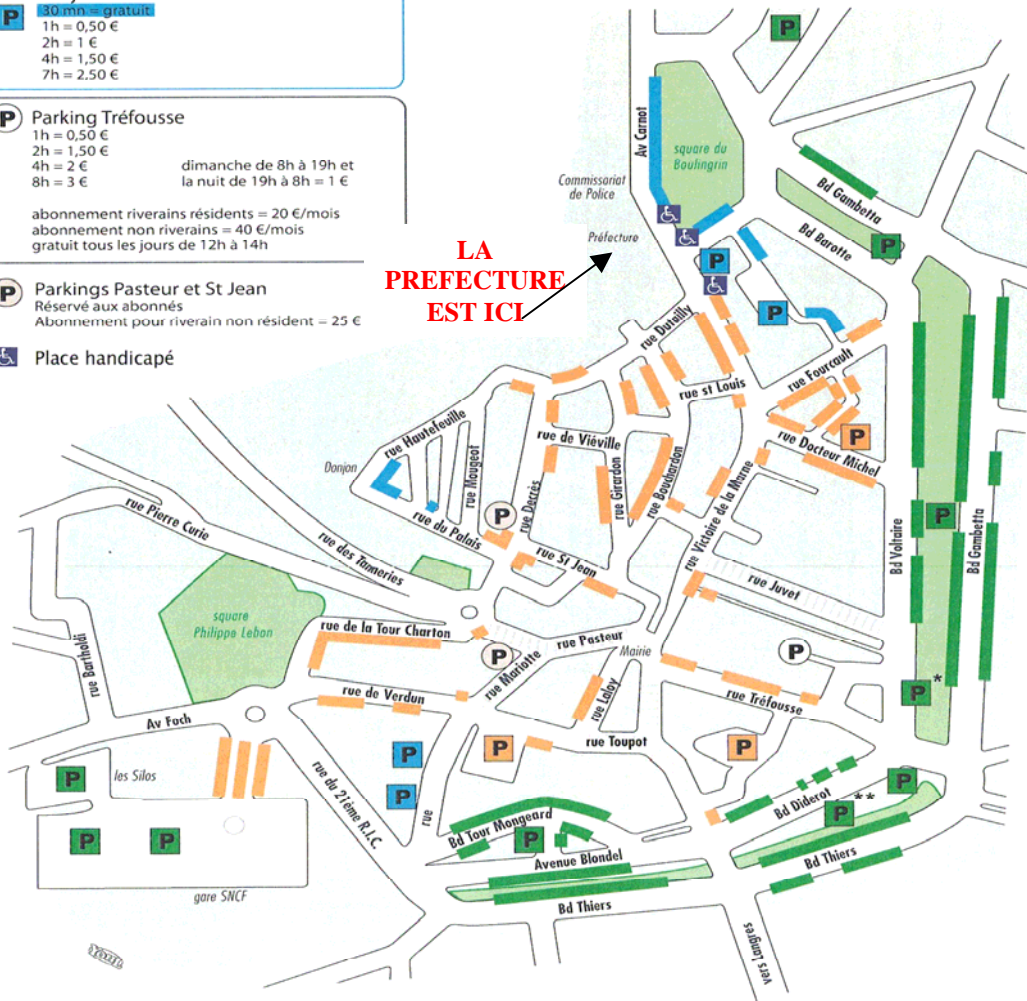 P
30 mn = gratuit
1h = 0,50 €
2h = 1 €
4h = 1,50 €
7h = 2.50 €
P
Parking Tréfousse
1h = 0,50 €
2h = 1,50 €
4h = 2 €
dimanche de 8h à 19h et
8h = 3 €
la nuit de 19h à 8h = 1 €
abonnement riverains résidents = 20 €/mois
abonnement non riverains = 40 €/mois
gratuit tous les jours de 12h à 14h
P
Parkings Pasteur et St Jean
Réservé aux abonnés
Abonnement pour riverain non résident = 25 €
Place handicapé
P
Av Carnot
square du
Boulingrin
Commissariat
de Police
Bd Gambetta
Préfecture
Bd Barotte
P
LA
PREFECTURE
EST ICI
P
P
rue Dutailly
rue Fourcault
rue st Louis
rue Hautefeuille
rue de Viéville
P
rue Docteur Michel
Donjon
rue Mougeot
rue Decrès
rue Girardon
rue Bouchardon
rue Victoire de la Marne
rue du Palais
P
rue Pierre Curie
rue des Tanneries
rue St Jean
P
Bd Voltaire
Bd Gambetta
rue Juvet
square
Philippe Lebon
rue de la Tour Charton
rue Pasteur
Mairie
P
P
rue Bartholdi
rue Mariotte
rue de Verdun
rue Laloy
rue Tréfousse
P *
Av Foch
rue Toupot
P
P
P
P
les Silos
rue du 21ème R.I.C.
P
rue
P
P **
Bd Diderot
P
P
Bd Tour Mongeard
P
Avenue Blondel
Bd Thiers
gare SNCF
Bd Thiers
vers Langres